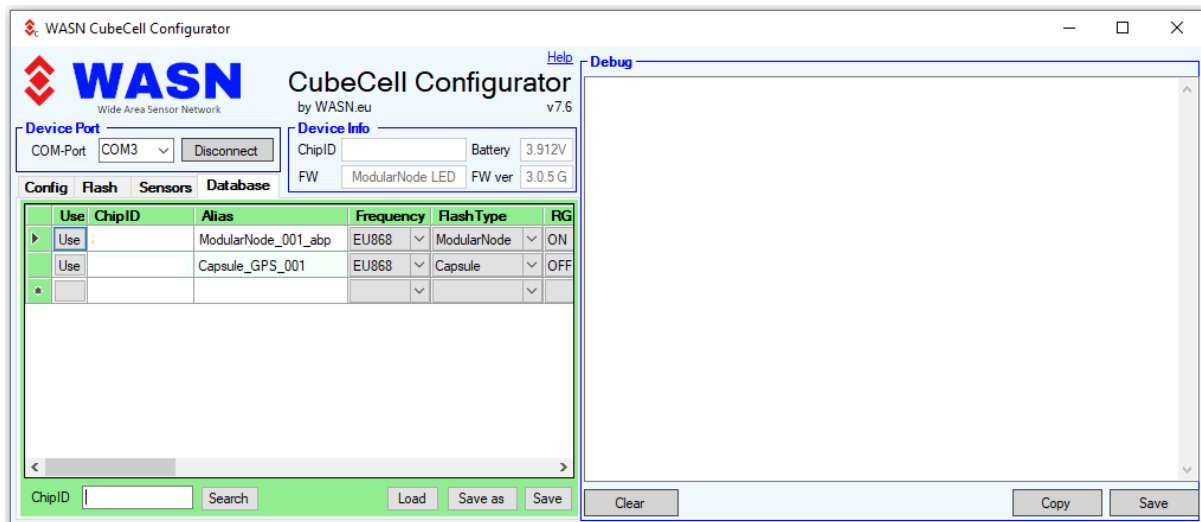 WASN CubeCell Configurator
WASN
Wide Area Sensor Network
Help
CubeCell Configurator
by WASN.eu v7.6
Device Port
COM-Port COM3 Disconnect
Device Info
ChipID Battery 3.912V
FW ModularNode LED FW ver 3.0.5 G
Config Flash Sensors Database
Use ChipID Alias Frequency FlashType RG
Use ModularNode_001_abp EU868 ModularNode ON
Use Capsule_GPS_001 EU868 Capsule OFF
ChipID Search Load Save as Save
Debug
Clear Copy Save